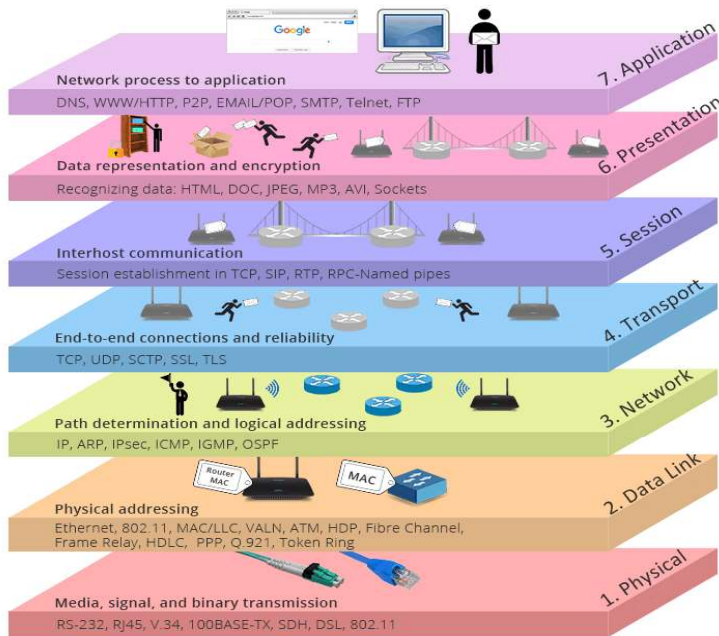 Google
7. Application
Network process to application
DNS, WWW/HTTP, P2P, EMAIL/POP, SMTP, Telnet, FTP
6. Presentation
Data representation and encryption
Recognizing data: HTML, DOC, JPEG, MP3, AVI, Sockets
5. Session
Interhost communication
Session establishment in TCP, SIP, RTP, RPC-Named pipes
4. Transport
End-to-end connections and reliability
TCP, UDP, SCTP, SSL, TLS
3. Network
Path determination and logical addressing
IP, ARP, IPsec, ICMP, IGMP, OSPF
Router
MAC
MAC
2. Data Link
Physical addressing
Ethernet, 802.11, MAC/LLC, VALN, ATM, HDP, Fibre Channel,
Frame Relay, HDLC, PPP, Q.921, Token Ring
1. Physical
Media, signal, and binary transmission
RS-232, RJ45, V.34, 100BASE-TX, SDH, DSL, 802.11